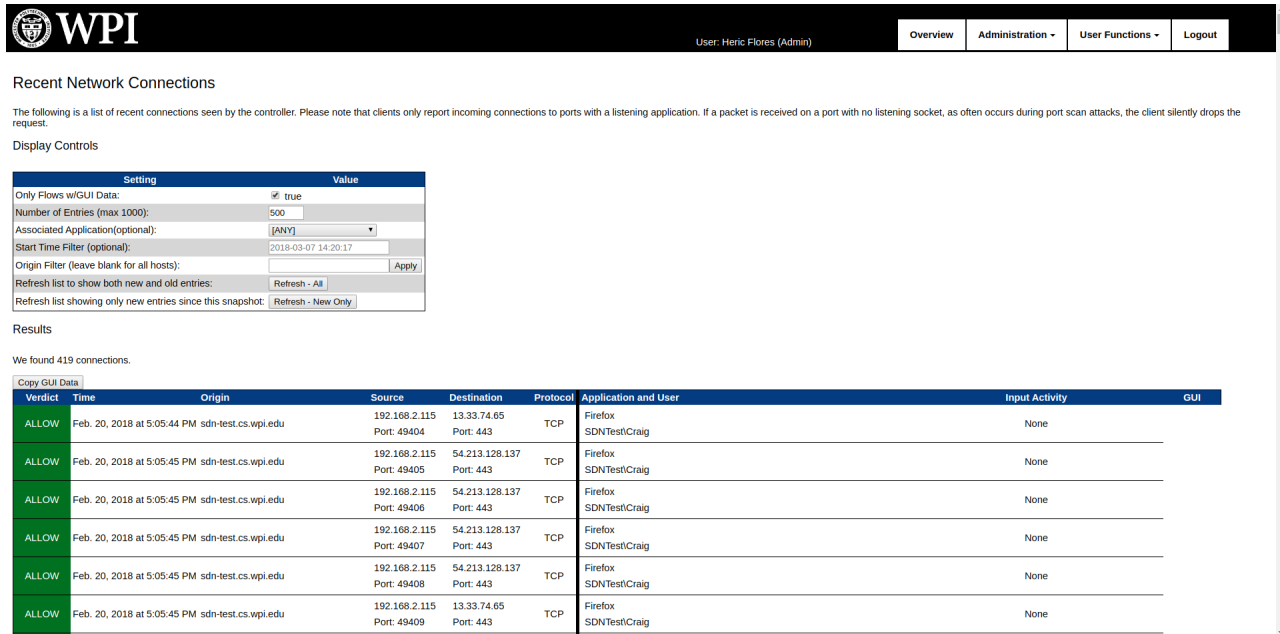 WPI
User: Heric Flores (Admin)
Overview
Administration
User Functions
Logout
Recent Network Connections
The following is a list of recent connections seen by the controller. Please note that clients only report incoming connections to ports with a listening application. If a packet is received on a port with no listening socket, as often occurs during port scan attacks, the client silently drops the
request.
Display Controls
Setting Value
Only Flows w/GUI Data: true
Number of Entries (max 1000): 500
Associated Application(optional): [ANY]
Start Time Filter (optional): 2018-03-07 14:20:17
Origin Filter (leave blank for all hosts): Apply
Refresh list to show both new and old entries: Refresh - All
Refresh list showing only new entries since this snapshot: Refresh - New Only
Results
We found 419 connections.
Copy GUI Data
Verdict Time Origin Source Destination Protocol Application and User Input Activity GUI
192.168.2.115 13.33.74.65 Firefox
ALLOW Feb. 20, 2018 at 5:05:44 PM sdn-test.cs.wpi.edu TCP None
Port: 49404 Port: 443 SDNTest\Craig
192.168.2.115 54.213.128.137 Firefox
ALLOW Feb. 20, 2018 at 5:05:45 PM sdn-test.cs.wpi.edu TCP None
Port: 49405 Port: 443 SDNTest\Craig
192.168.2.115 54.213.128.137 Firefox
ALLOW Feb. 20, 2018 at 5:05:45 PM sdn-test.cs.wpi.edu TCP None
Port: 49406 Port: 443 SDNTest\Craig
192.168.2.115 54.213.128.137 Firefox
ALLOW Feb. 20, 2018 at 5:05:45 PM sdn-test.cs.wpi.edu TCP None
Port: 49407 Port: 443 SDNTest\Craig
192.168.2.115 54.213.128.137 Firefox
ALLOW Feb. 20, 2018 at 5:05:45 PM sdn-test.cs.wpi.edu TCP None
Port: 49408 Port: 443 SDNTest\Craig
192.168.2.115 13.33.74.65 Firefox
ALLOW Feb. 20, 2018 at 5:05:45 PM sdn-test.cs.wpi.edu TCP None
Port: 49409 Port: 443 SDNTest\Craig